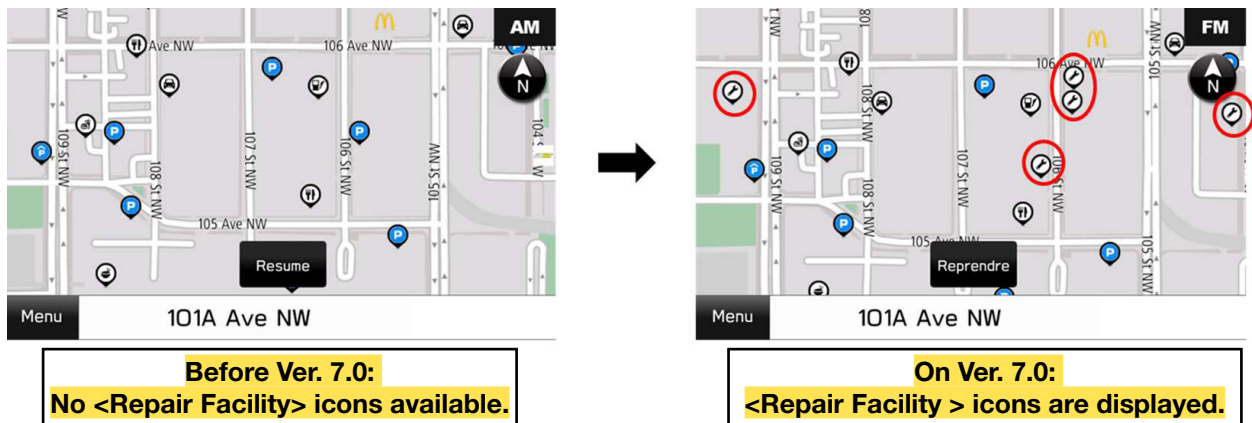 AM
Ave NW
106 Ave NW
N
109 St NW
108 St NW
107 St NW
106 St NW
105 St NW
105 Ave NW
Resume
Menu
101A Ave NW
Before Ver. 7.0:
No <Repair Facility> icons available.
FM
106 Ave NW
N
108
108 St NW
105 St NW
109 St NW
108 St NW
107 St NW
105 Ave NW
105 St NW
Reprendre
Menu
101A Ave NW
On Ver. 7.0:
<Repair Facility > icons are displayed.